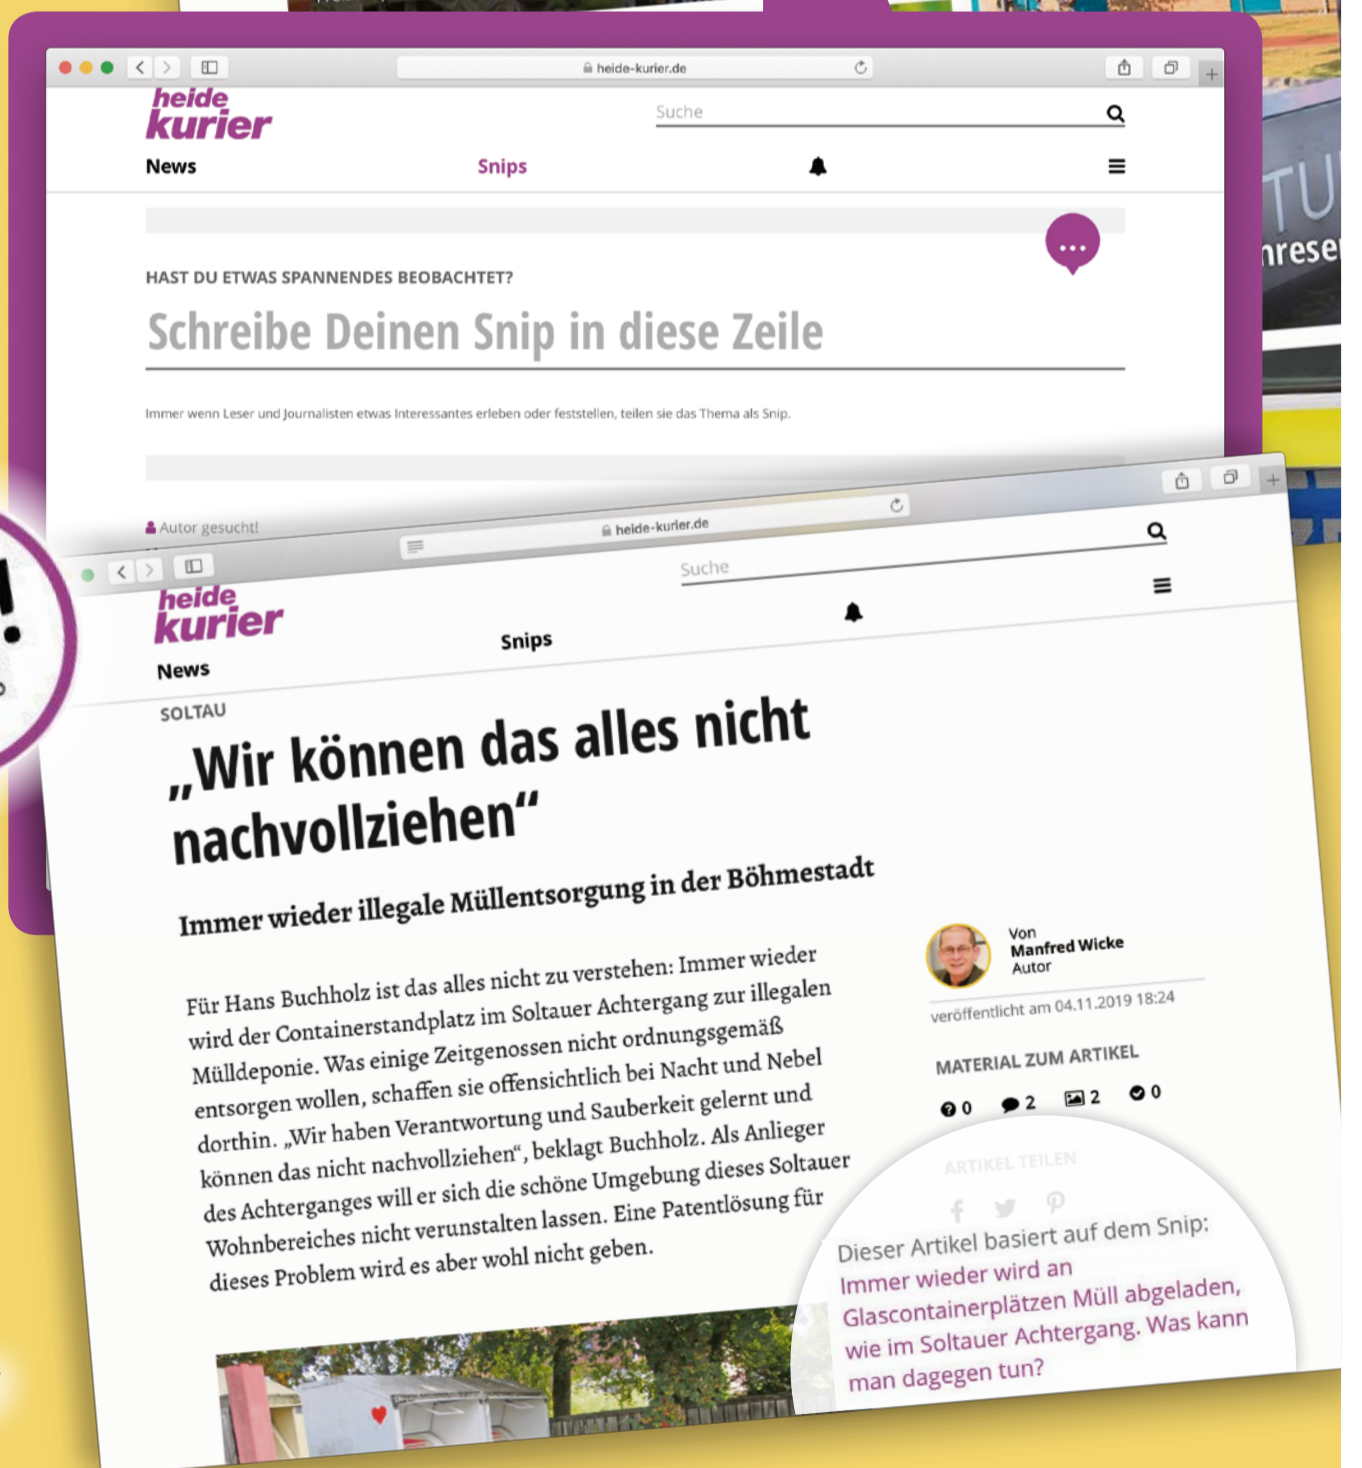 heide-kurier.de
heide
kurier
Suche
News
Snips
HAST DU ETWAS SPANNENDES BEOBACHTET?
Schreibe Deinen Snip in diese Zeile
Immer wenn Leser und Journalisten etwas Interessantes erleben oder feststellen, teilen sie das Thema als Snip.
Autor gesucht!
heide-kurier.de
heide
kurier
Suche
News
Snips
SOLTAU
„Wir können das alles nicht
nachvollziehen“
Immer wieder illegale Müllentsorgung in der Böhmestadt
Für Hans Buchholz ist das alles nicht zu verstehen: Immer wieder
wird der Containerstandplatz im Soltauer Achtergang zur illegalen
Mülldeponie. Was einige Zeitgenossen nicht ordnungsgemäß
entsorgen wollen, schaffen sie offensichtlich bei Nacht und Nebel
dorthin. „Wir haben Verantwortung und Sauberkeit gelernt und
können das nicht nachvollziehen“, beklagt Buchholz. Als Anlieger
des Achterganges will er sich die schöne Umgebung dieses Soltauer
Wohnbereiches nicht verunstalten lassen. Eine Patentlösung für
dieses Problem wird es aber wohl nicht geben.
Von
Manfred Wicke
Autor
veröffentlicht am 04.11.2019 18:24
MATERIAL ZUM ARTIKEL
0 2 2 0
ARTIKEL TEILEN
Dieser Artikel basiert auf dem Snip:
Immer wieder wird an
Glascontainerplätzen Müll abgeladen,
wie im Soltauer Achtergang. Was kann
man dagegen tun?